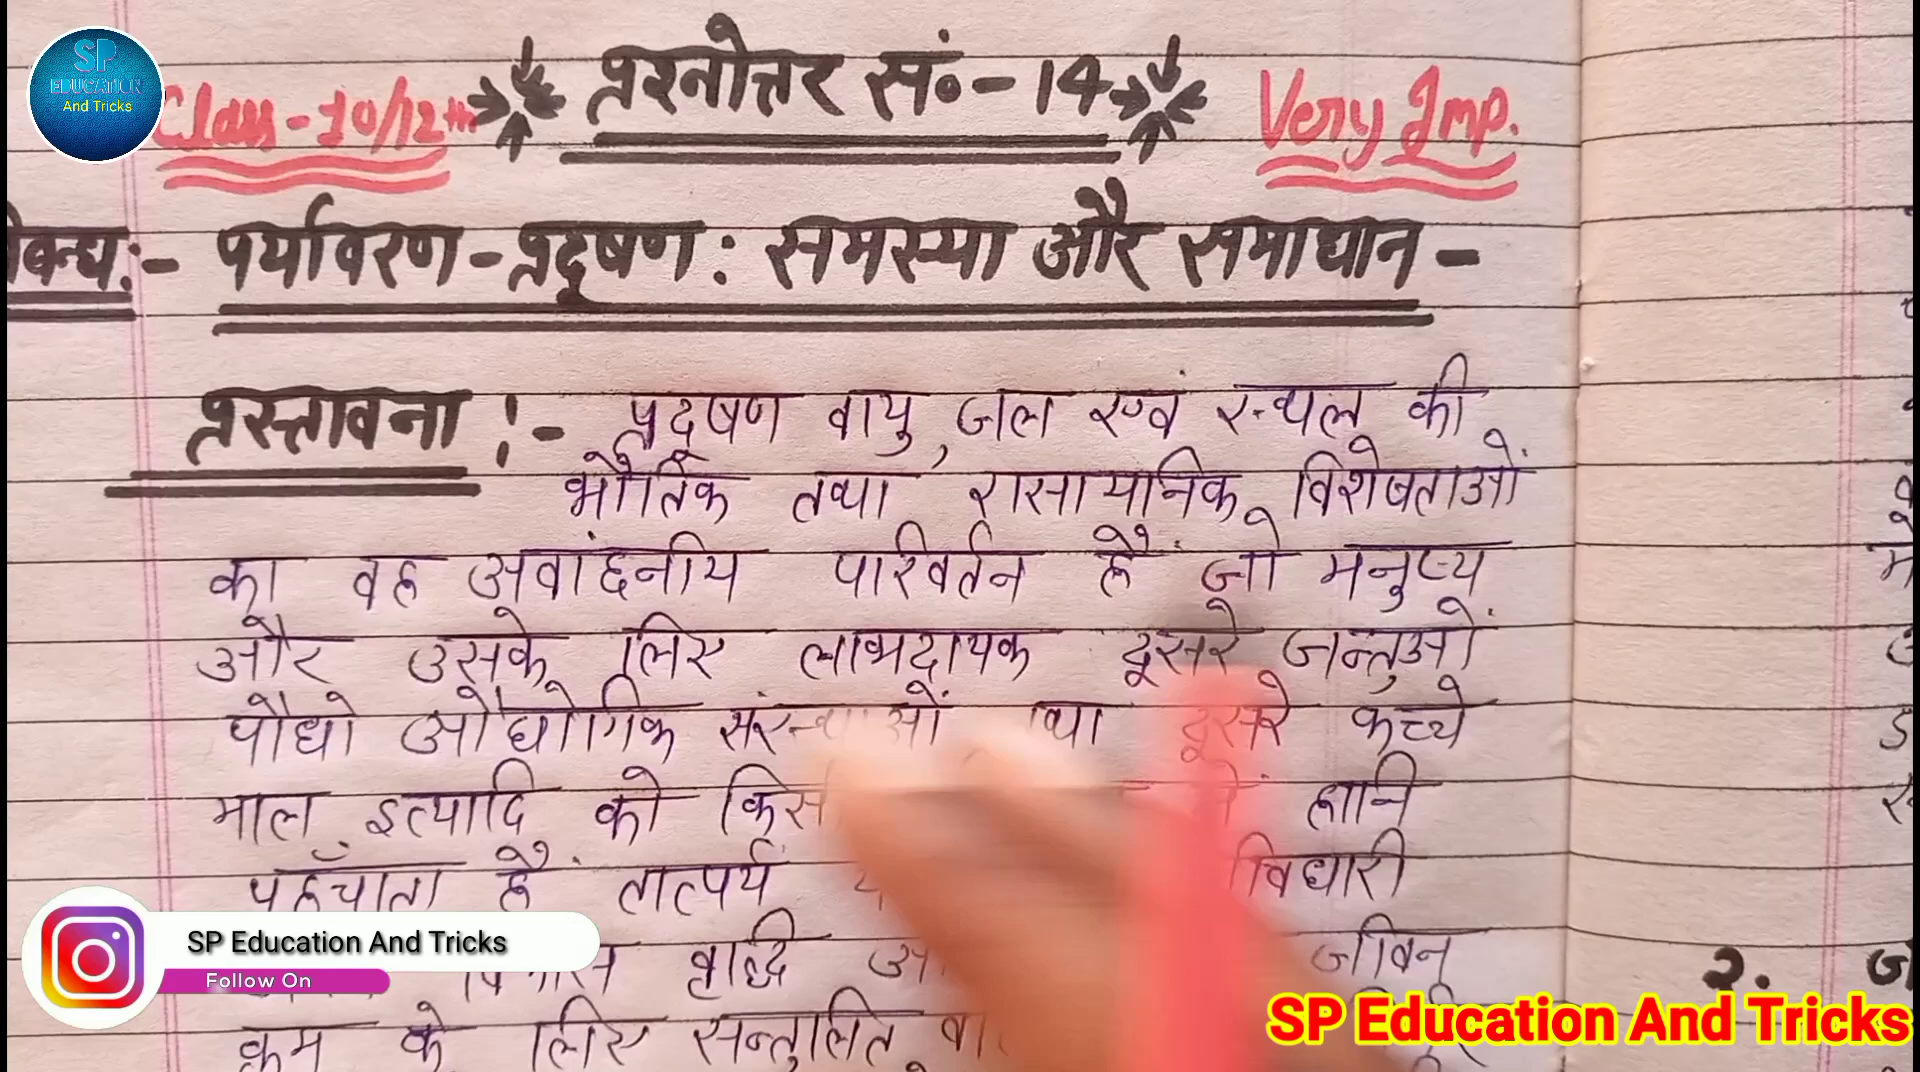 SP
EDUCATION
And Tricks
Class-10/12th
प्रश्नोत्तर सं०-14
Very Imp.
पर्यावरण-प्रदूषण: समस्या और समाधान-
प्रस्तावना :- प्रदूषण वायु, जल एवं स्थल की
भौतिक तथा रासायनिक विशेषताओं
का वह अवांछनीय परिवर्तन है जो मनुष्य
और उसके लिए लाभदायक दूसरे जन्तुओं
पौधो औद्योगिक संस्थाओं तथा दूसरे कच्चे
माल इत्यादि को किसी हानि
पहुँचाता है तात्पर्य
वृद्धि जीवन
क्रम के लिए सन्तुलित
2.
SP Education And Tricks
Follow On
SP Education And Tricks